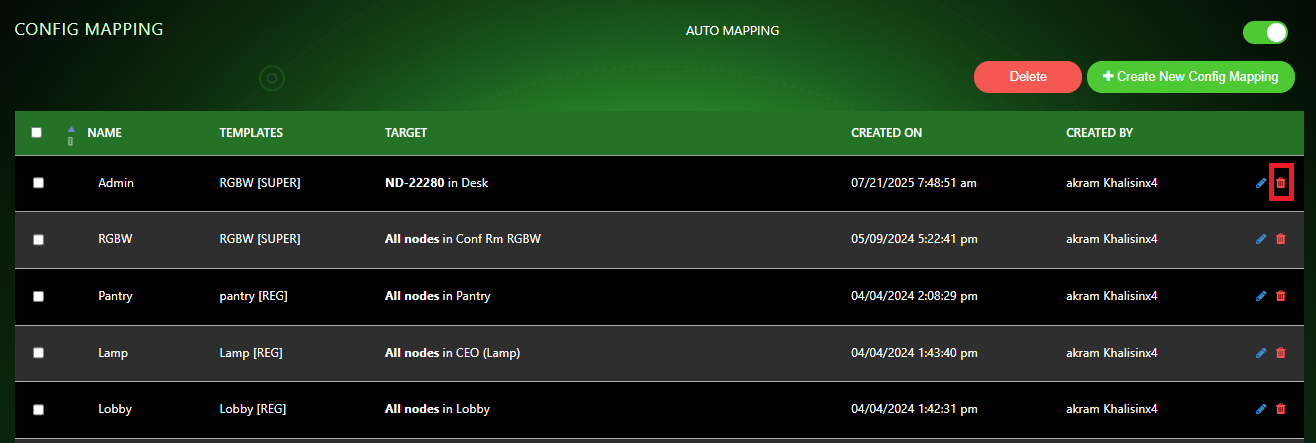 CONFIG MAPPING AUTO MAPPING
Delete + Create New Config Mapping
NAME TEMPLATES TARGET CREATED ON CREATED BY
Admin RGBW [SUPER] ND-22280 in Desk 07/21/2025 7:48:51 am akram Khalisinx4
RGBW RGBW [SUPER] All nodes in Conf Rm RGBW 05/09/2024 5:22:41 pm akram Khalisinx4
Pantry pantry [REG] All nodes in Pantry 04/04/2024 2:08:29 pm akram Khalisinx4
Lamp Lamp [REG] All nodes in CEO (Lamp) 04/04/2024 1:43:40 pm akram Khalisinx4
Lobby Lobby [REG] All nodes in Lobby 04/04/2024 1:42:31 pm akram Khalisinx4